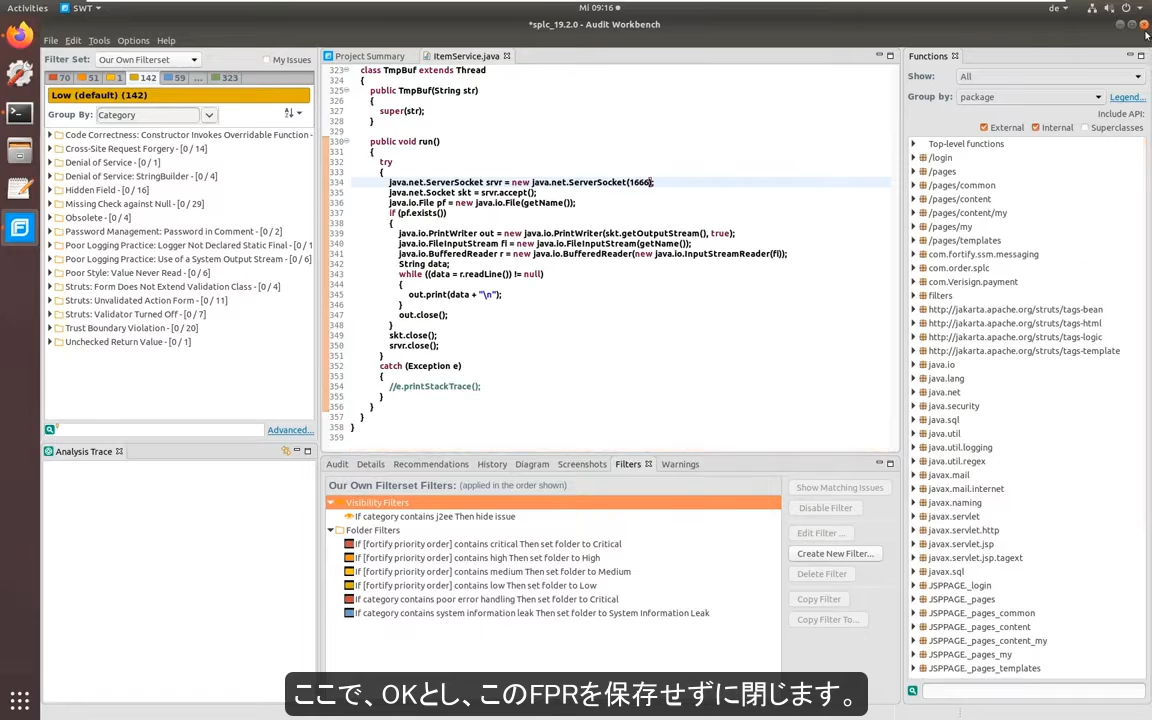 Activities
SWT
Mi 09:16
de
*splc_19.2.0 - Audit Workbench
File Edit Tools Options Help
Filter Set: Our Own Filterset
My Issues
70 51 1 142 59 ... 323
Low (default) (142)
Group By: Category
Code Correctness: Constructor Invokes Overridable Function -
Cross-Site Request Forgery - [0 / 14]
Denial of Service - [0 / 1]
Denial of Service: StringBuilder - [0 / 4]
Hidden Field - [0 / 16]
Missing Check against Null - [0 / 29]
Obsolete - [0 / 4]
Password Management: Password in Comment - [0 / 2]
Poor Logging Practice: Logger Not Declared Static Final - [0 / 1
Poor Logging Practice: Use of a System Output Stream - [0 / 6]
Poor Style: Value Never Read - [0 / 6]
Struts: Form Does Not Extend Validation Class - [0 / 4]
Struts: Unvalidated Action Form - [0 / 11]
Struts: Validator Turned Off - [0 / 7]
Trust Boundary Violation - [0 / 20]
Unchecked Return Value - [0 / 1]
Advanced...
Analysis Trace
Project Summary
ItemService.java
323 class TmpBuf extends Thread
324 {
325 public TmpBuf(String str)
326 {
327 super(str);
328 }
329
330 public void run()
331 {
332 try
333 {
334 java.net.ServerSocket srvr = new java.net.ServerSocket(1666);
335 java.net.Socket skt = srvr.accept();
336 java.io.File pf = new java.io.File(getName());
337 if (pf.exists())
338 {
339 java.io.PrintWriter out = new java.io.PrintWriter(skt.getOutputStream(), true);
340 java.io.FileInputStream fi = new java.io.FileInputStream(getName());
341 java.io.BufferedReader r = new java.io.BufferedReader(new java.io.InputStreamReader(fi));
342 String data;
343 while ((data = r.readLine()) != null)
344 {
345 out.print(data + "\n");
346 }
347 out.close();
348 }
349 skt.close();
350 srvr.close();
351 }
352 catch (Exception e)
353 {
354 //e.printStackTrace();
355 }
356 }
357 }
358 }
359
Audit Details Recommendations History Diagram Screenshots Filters Warnings
Our Own Filterset Filters: (applied in the order shown)
Visibility Filters
If category contains j2ee Then hide issue
Folder Filters
If [fortify priority order] contains critical Then set folder to Critical
If [fortify priority order] contains high Then set folder to High
If [fortify priority order] contains medium Then set folder to Medium
If [fortify priority order] contains low Then set folder to Low
If category contains poor error handling Then set folder to Critical
If category contains system information leak Then set folder to System Information Leak
Show Matching Issues
Disable Filter
Edit Filter ...
Create New Filter...
Delete Filter
Copy Filter
Copy Filter To...
Functions
Show: All
Group by: package
Legend...
Include API:
External Internal Superclasses
Top-level functions
/login
/pages
/pages/common
/pages/content
/pages/content/my
/pages/my
/pages/templates
com.fortify.ssm.messaging
com.order.splc
com.Verisign.payment
filters
http://jakarta.apache.org/struts/tags-bean
http://jakarta.apache.org/struts/tags-html
http://jakarta.apache.org/struts/tags-logic
http://jakarta.apache.org/struts/tags-template
java.io
java.lang
java.net
java.security
java.sql
java.util
java.util.logging
java.util.regex
javax.mail
javax.mail.internet
javax.naming
javax.servlet
javax.servlet.http
javax.servlet.jsp
javax.servlet.jsp.tagext
javax.sql
JSPPAGE._login
JSPPAGE._pages
JSPPAGE._pages_common
JSPPAGE._pages_content
JSPPAGE._pages_content_my
JSPPAGE._pages_my
JSPPAGE._pages_templates
ここで、OKとし、このFPRを保存せずに閉じます。